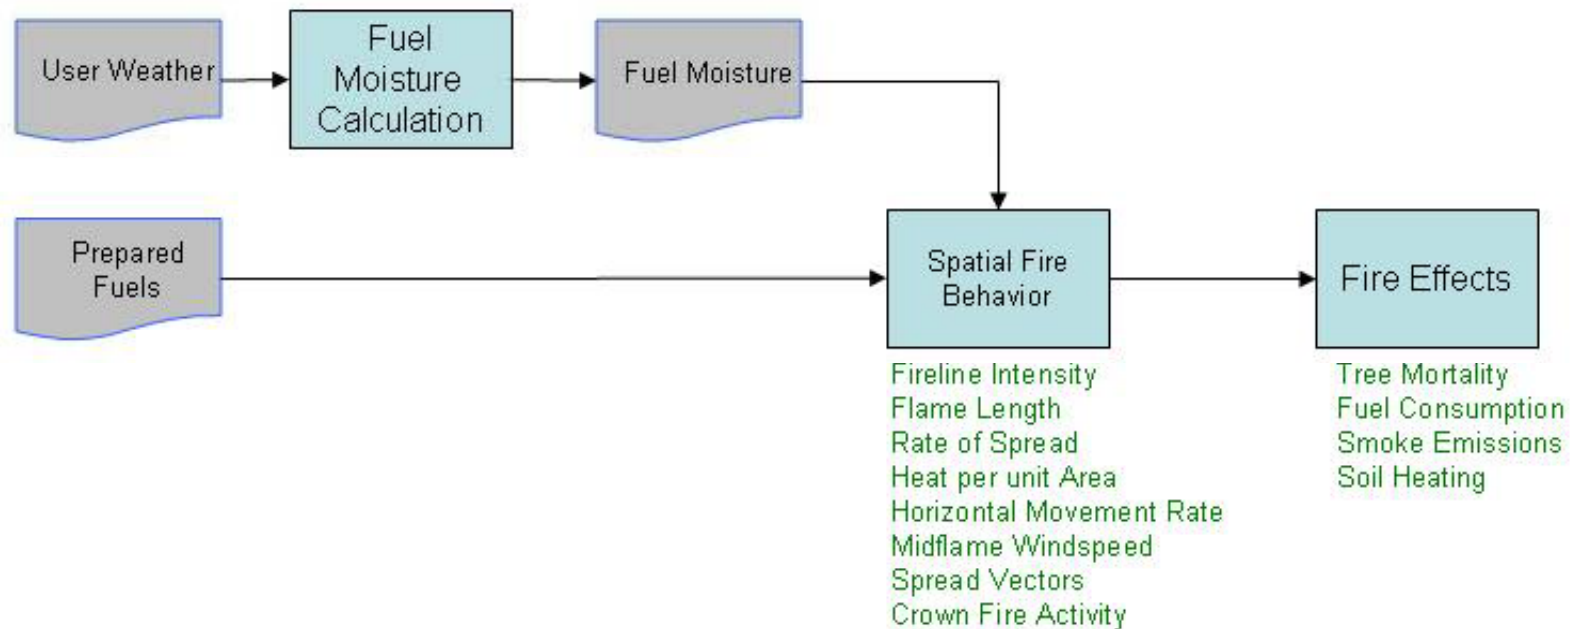 User Weather
Fuel
Moisture
Calculation
Fuel Moisture
Prepared
Fuels
Spatial Fire
Behavior
Fire Effects
Fireline Intensity
Flame Length
Rate of Spread
Heat per unit Area
Horizontal Movement Rate
Midflame Windspeed
Spread Vectors
Crown Fire Activity
Tree Mortality
Fuel Consumption
Smoke Emissions
Soil Heating